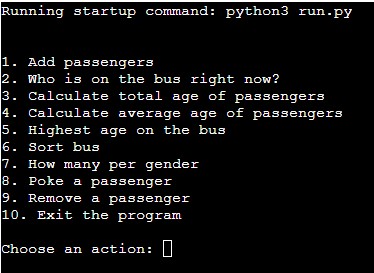 Running startup command: python3 run.py
1. Add passengers
2. Who is on the bus right now?
3. Calculate total age of passengers
4. Calculate average age of passengers
5. Highest age on the bus
6. Sort bus
7. How many per gender
8. Poke a passenger
9. Remove a passenger
10. Exit the program
Choose an action: